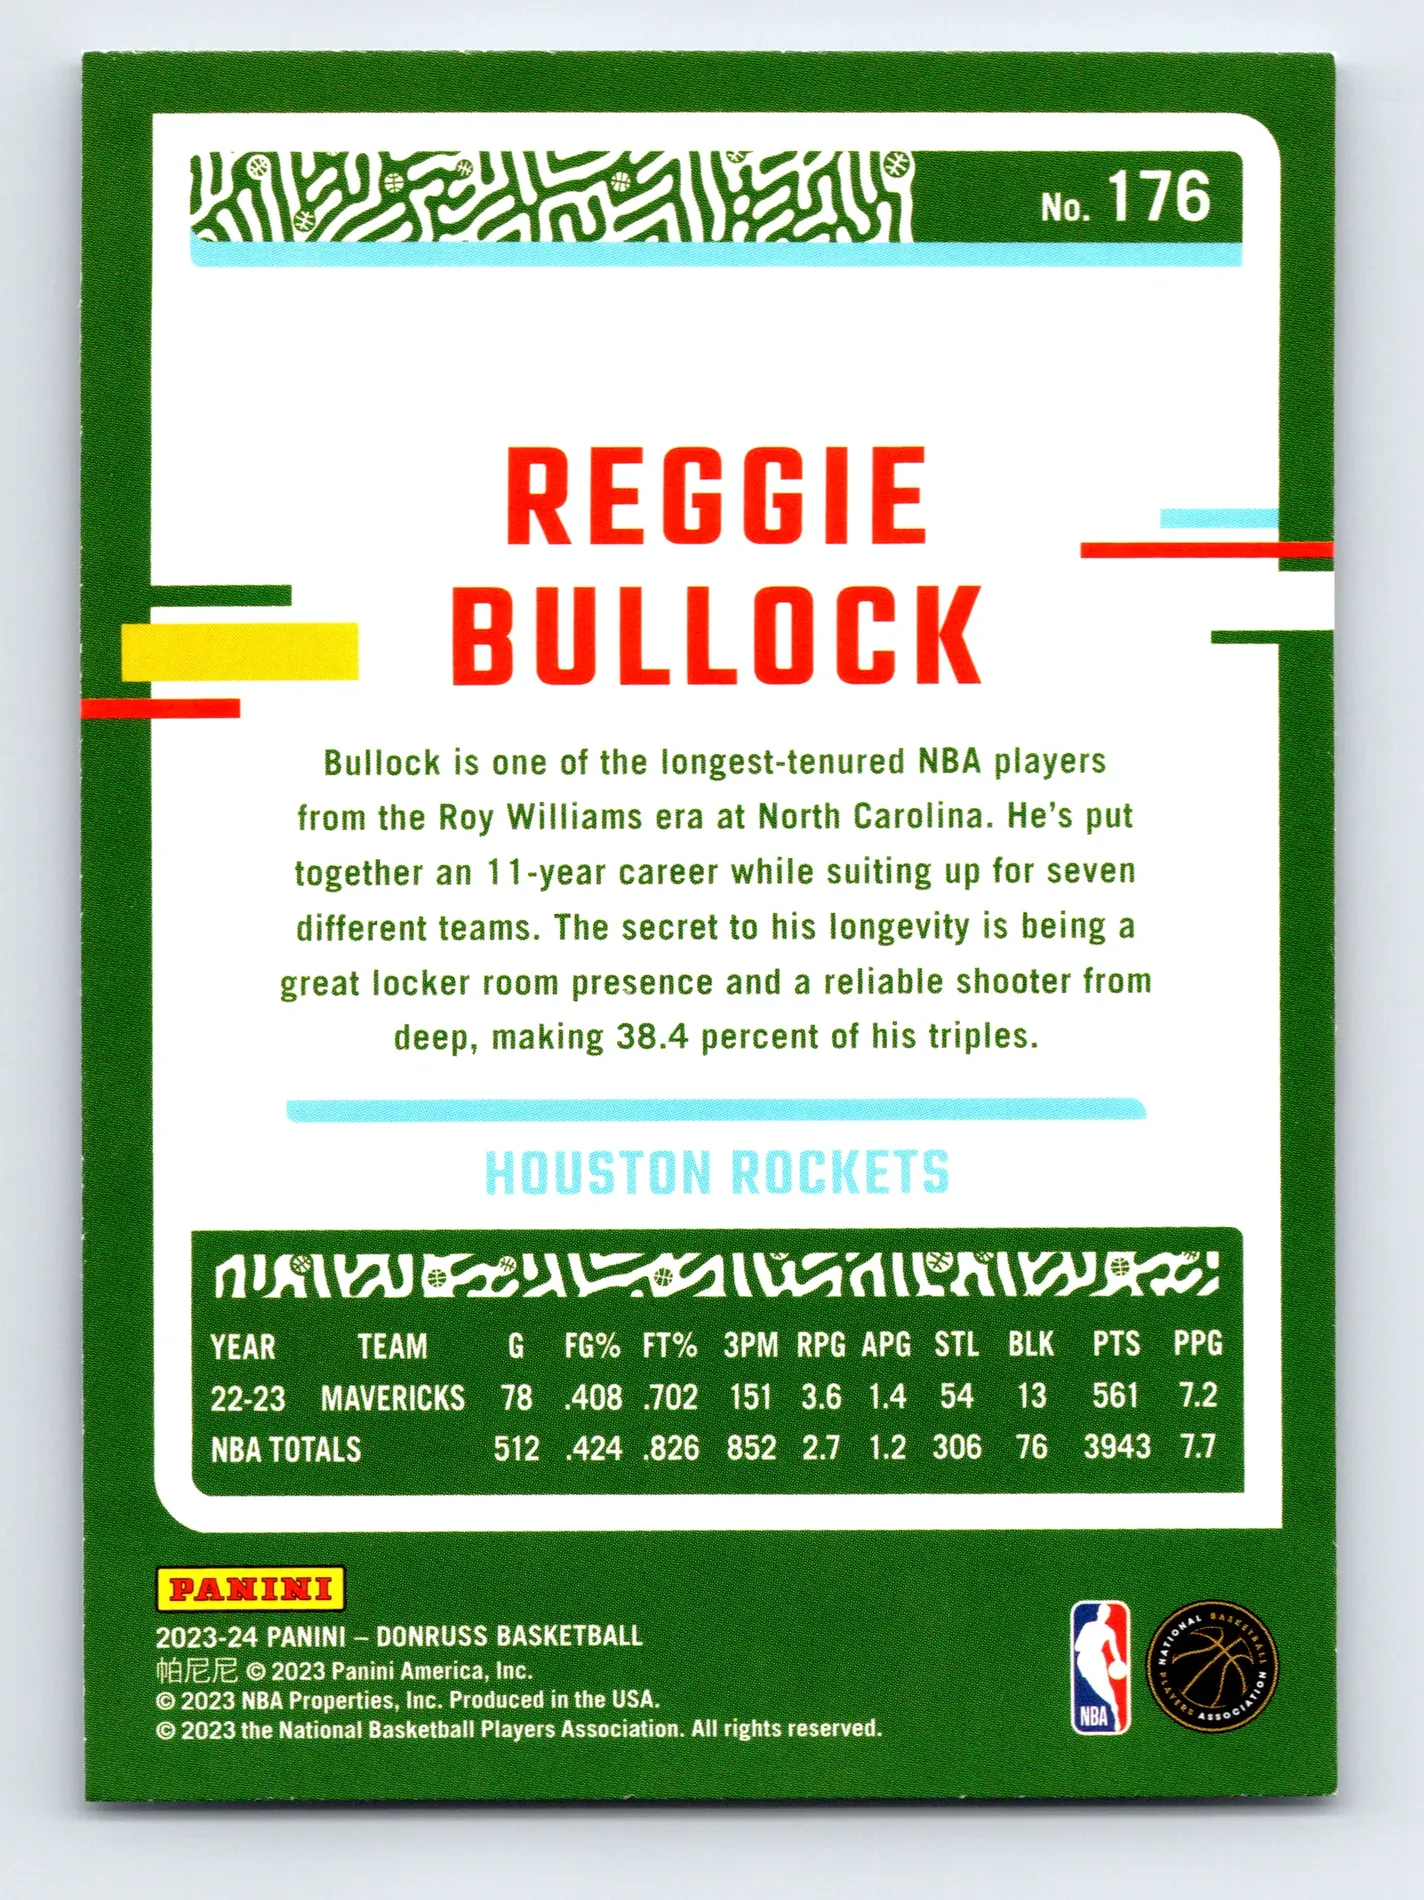 No. 176
REGGIE
BULLOCK
Bullock is one of the longest-tenured NBA players
from the Roy Williams era at North Carolina. He's put
together an 11-year career while suiting up for seven
different teams. The secret to his longevity is being a
great locker room presence and a reliable shooter from
deep, making 38.4 percent of his triples.
HOUSTON ROCKETS
YEAR TEAM G FG% FT% 3PM RPG APG STL BLK PTS PPG
22-23 MAVERICKS 78 .408 .702 151 3.6 1.4 54 13 561 7.2
NBA TOTALS 512 .424 .826 852 2.7 1.2 306 76 3943 7.7
PANINI
2023-24 PANINI – DONRUSS BASKETBALL
帕尼尼 © 2023 Panini America, Inc.
© 2023 NBA Properties, Inc. Produced in the USA.
© 2023 the National Basketball Players Association. All rights reserved.
NBA
NATIONAL BASKETBALL PLAYERS ASSOCIATION